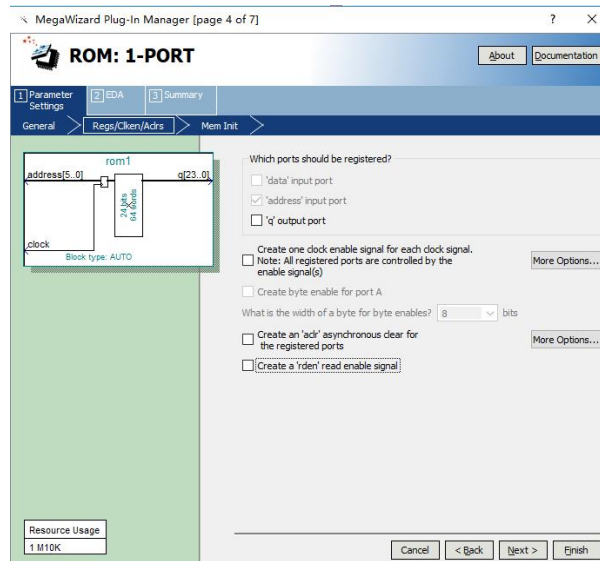 MegaWizard Plug-In Manager [page 4 of 7]
? X
ROM: 1-PORT
About
Documentation
1 Parameter Settings
2 EDA
3 Summary
General
Regs/Clken/Adrs
Mem Init
rom1
address[5..0]
q[23..0]
24 bits
64 words
clock
Block type: AUTO
Which ports should be registered?
'data' input port
'address' input port
'q' output port
Create one clock enable signal for each clock signal.
Note: All registered ports are controlled by the
enable signal(s)
More Options...
Create byte enable for port A
What is the width of a byte for byte enables? 8 bits
Create an 'aclr' asynchronous clear for
the registered ports
More Options...
Create a 'rden' read enable signal
Resource Usage
1 M10K
Cancel
< Back
Next >
Finish